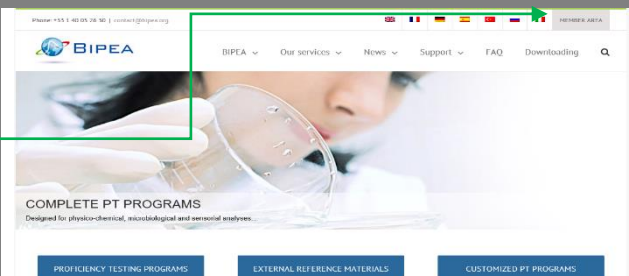 Phone: +33 1 40 05 26 30 | contact@bipea.org
MEMBER AREA
BIPEA
BIPEA Our services News Support FAQ Downloading
COMPLETE PT PROGRAMS
Designed for physico-chemical, microbiological and sensorial analyses...
PROFICIENCY TESTING PROGRAMS
EXTERNAL REFERENCE MATERIALS
CUSTOMIZED PT PROGRAMS